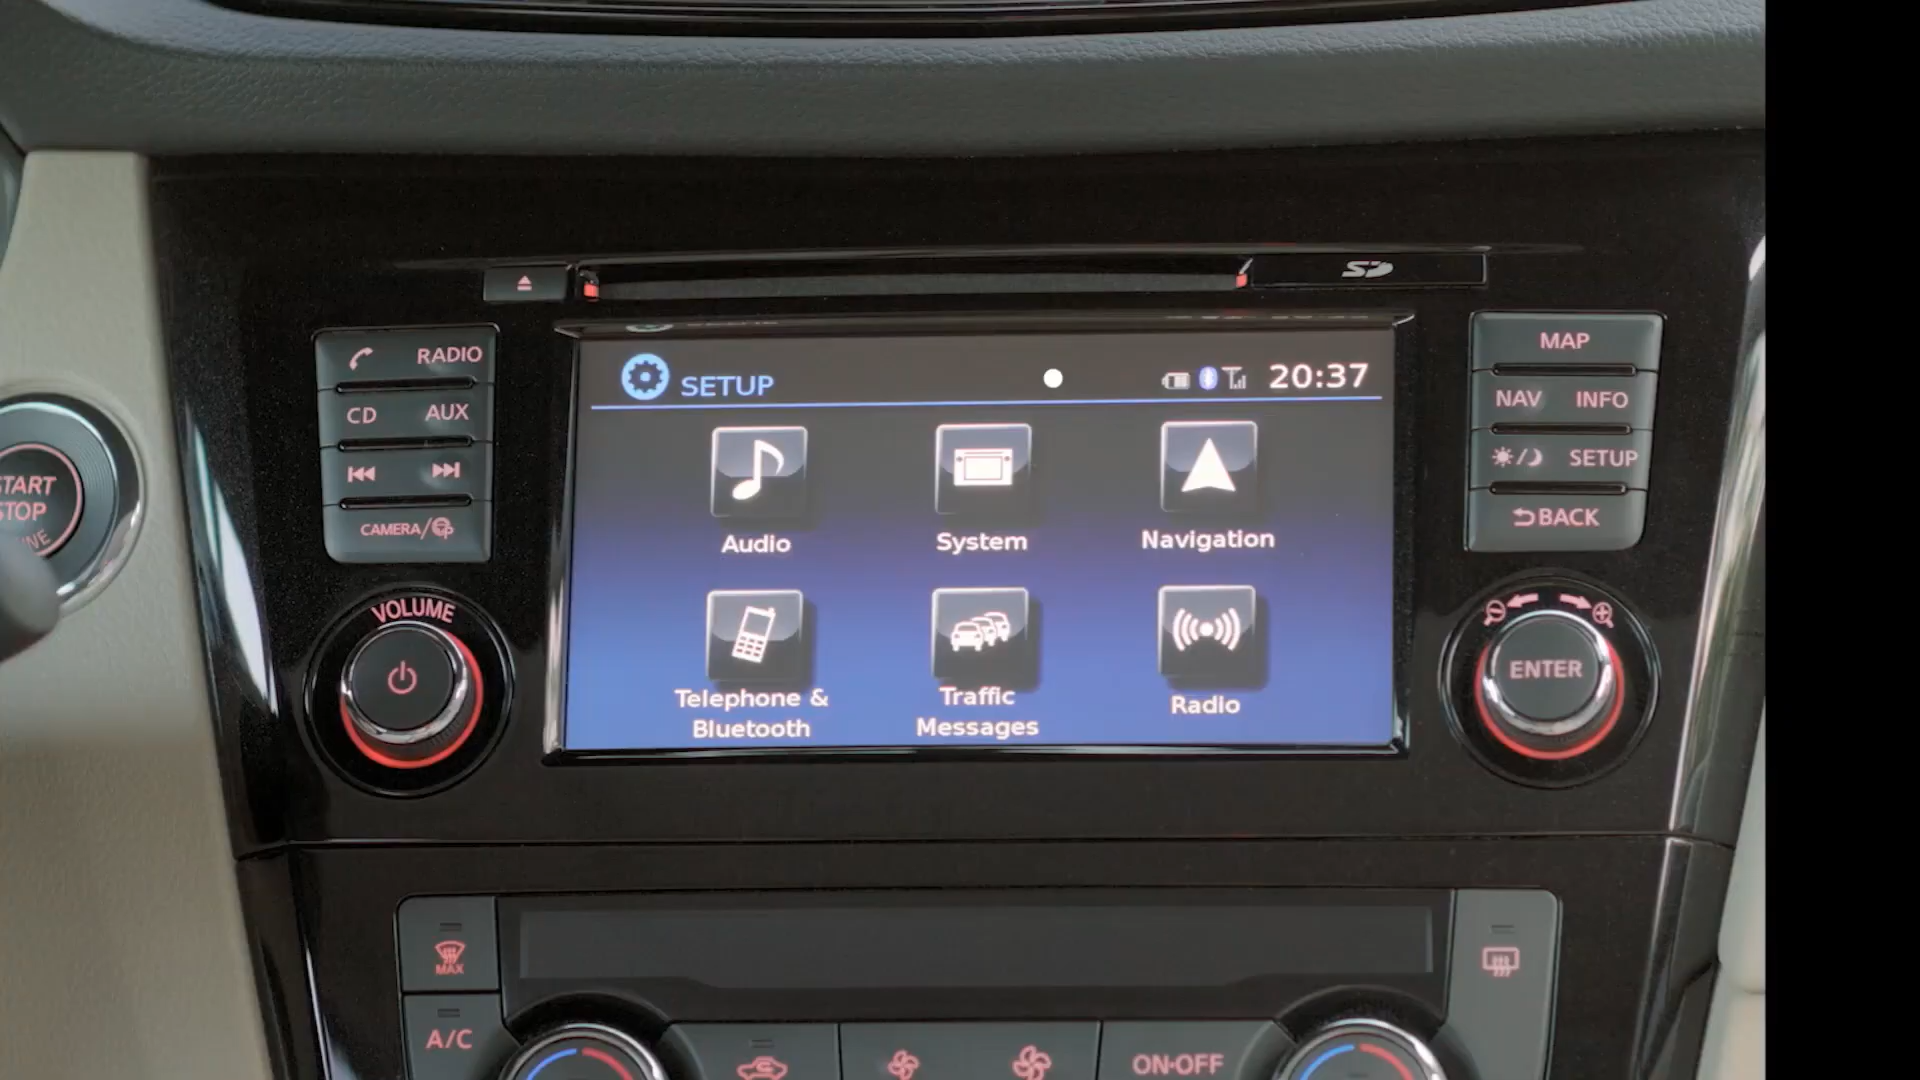 SD
RADIO
CD AUX
CAMERA/
VOLUME
START
STOP
SETUP 20:37
Audio System Navigation
Telephone &
Bluetooth
Traffic
Messages
Radio
MAP
NAV INFO
SETUP
BACK
ENTER
MAX
A/C
ON·OFF